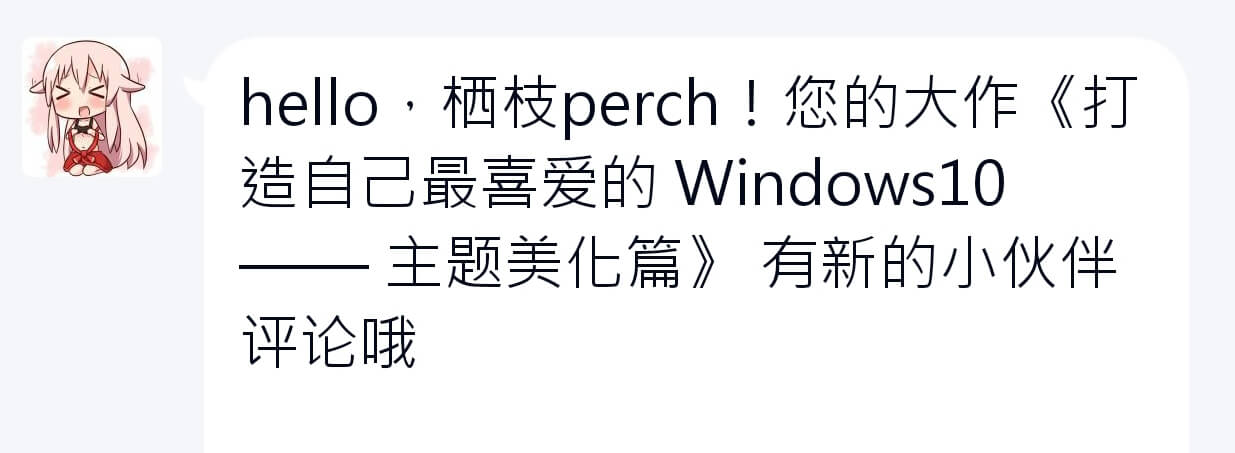 hello，栖枝perch！您的大作《打
造自己最喜爱的 Windows10
—— 主题美化篇》 有新的小伙伴
评论哦